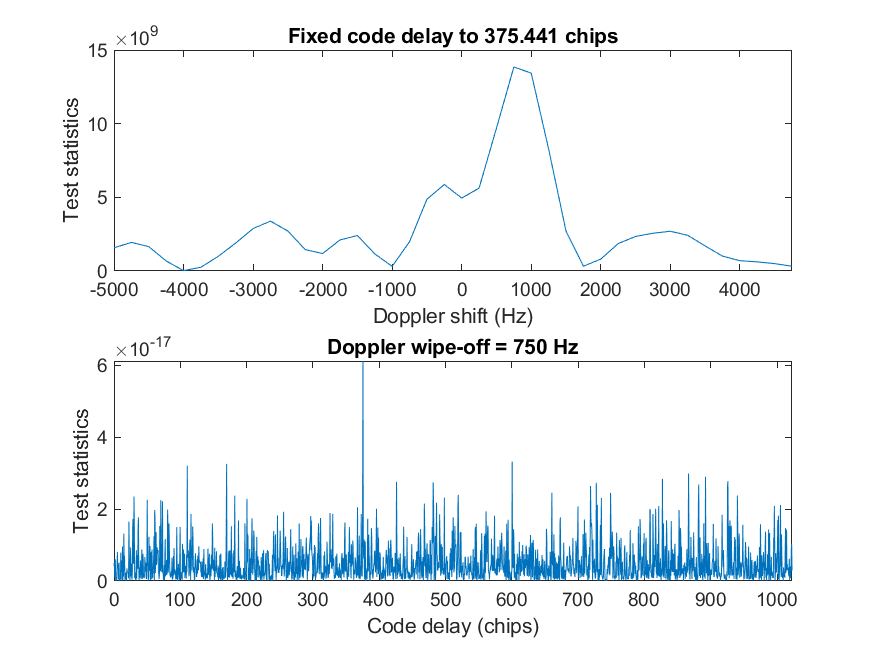 ×10⁹
Fixed code delay to 375.441 chips
15
10
5
0
Test statistics
-5000 -4000 -3000 -2000 -1000 0 1000 2000 3000 4000
Doppler shift (Hz)
×10⁻¹⁷
Doppler wipe-off = 750 Hz
6
4
2
0
Test statistics
0 100 200 300 400 500 600 700 800 900 1000
Code delay (chips)